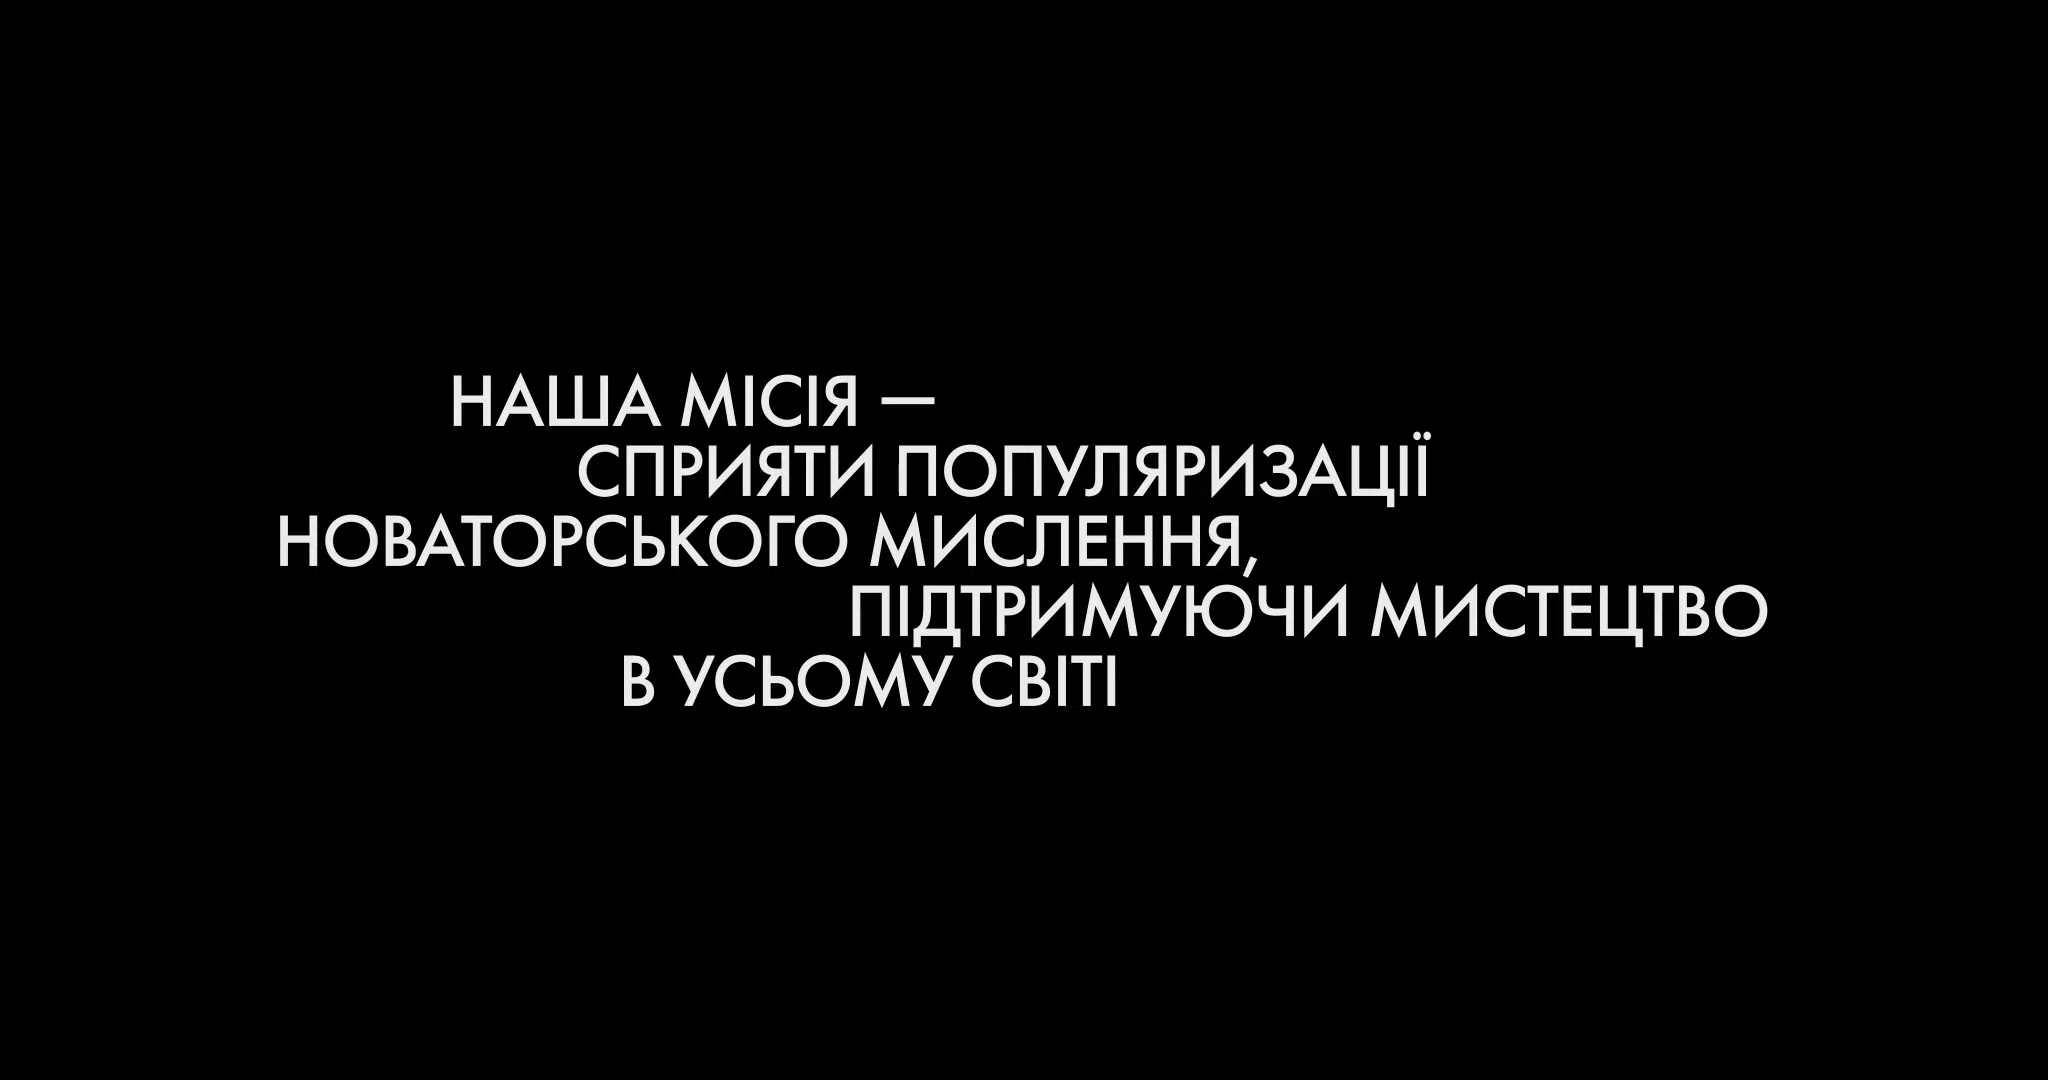 НАША МІСІЯ —
СПРИЯТИ ПОПУЛЯРИЗАЦІЇ
НОВАТОРСЬКОГО МИСЛЕННЯ,
ПІДТРИМУЮЧИ МИСТЕЦТВО
В УСЬОМУ СВІТІ